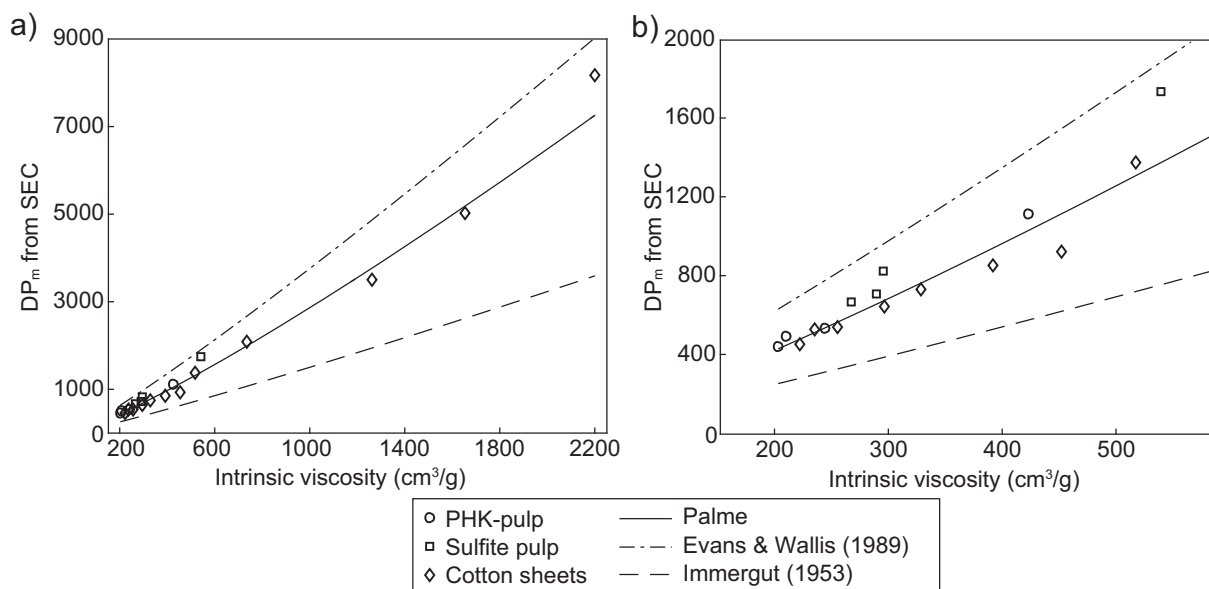 a)
9000
7000
5000
3000
1000
0
DPm from SEC
200 600 1000 1400 1800 2200
Intrinsic viscosity (cm³/g)
b)
2000
1600
1200
800
400
0
DPm from SEC
200 300 400 500
Intrinsic viscosity (cm³/g)
PHK-pulp
Sulfite pulp
Cotton sheets
Palme
Evans & Wallis (1989)
Immergut (1953)